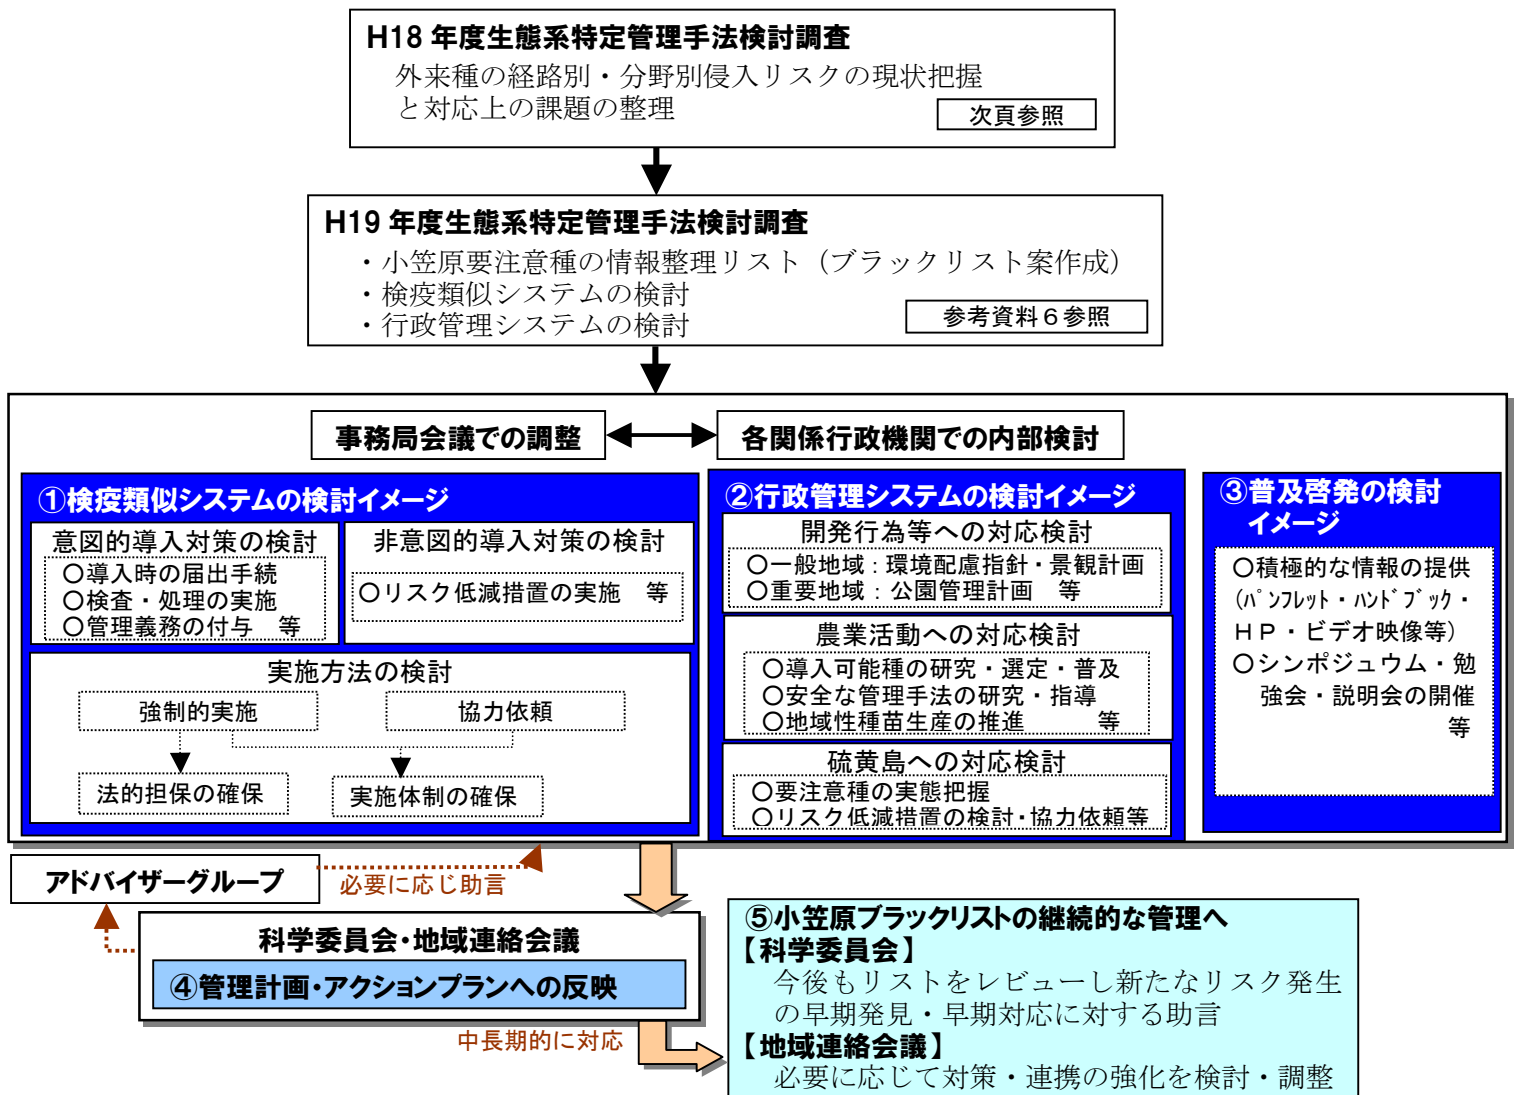 H18 年度生態系特定管理手法検討調査
外来種の経路別・分野別侵入リスクの現状把握
と対応上の課題の整理
次頁参照
H19 年度生態系特定管理手法検討調査
・小笠原要注意種の情報整理リスト（ブラックリスト案作成）
・検疫類似システムの検討
・行政管理システムの検討
参考資料６参照
事務局会議での調整
各関係行政機関での内部検討
①検疫類似システムの検討イメージ
意図的導入対策の検討
○導入時の届出手続
○検査・処理の実施
○管理義務の付与　等
非意図的導入対策の検討
○リスク低減措置の実施　等
実施方法の検討
強制的実施
協力依頼
法的担保の確保
実施体制の確保
②行政管理システムの検討イメージ
開発行為等への対応検討
○一般地域：環境配慮指針・景観計画
○重要地域：公園管理計画　等
農業活動への対応検討
○導入可能種の研究・選定・普及
○安全な管理手法の研究・指導
○地域性種苗生産の推進　　　等
硫黄島への対応検討
○要注意種の実態把握
○リスク低減措置の検討・協力依頼等
③普及啓発の検討
イメージ
○積極的な情報の提供
（ﾊﾟﾝﾌﾚｯﾄ・ﾊﾝﾄﾞﾌﾞｯｸ・
ＨＰ・ビデオ映像等）
○シンポジュウム・勉
強会・説明会の開催
等
アドバイザーグループ
必要に応じ助言
科学委員会・地域連絡会議
④管理計画・アクションプランへの反映
中長期的に対応
⑤小笠原ブラックリストの継続的な管理へ
【科学委員会】
今後もリストをレビューし新たなリスク発生
の早期発見・早期対応に対する助言
【地域連絡会議】
必要に応じて対策・連携の強化を検討・調整